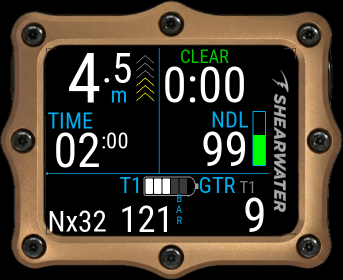 4.5 m
CLEAR
0:00
TIME
02:00
NDL
99
T1
GTR T1
Nx32 121 BAR 9
SHEARWATER